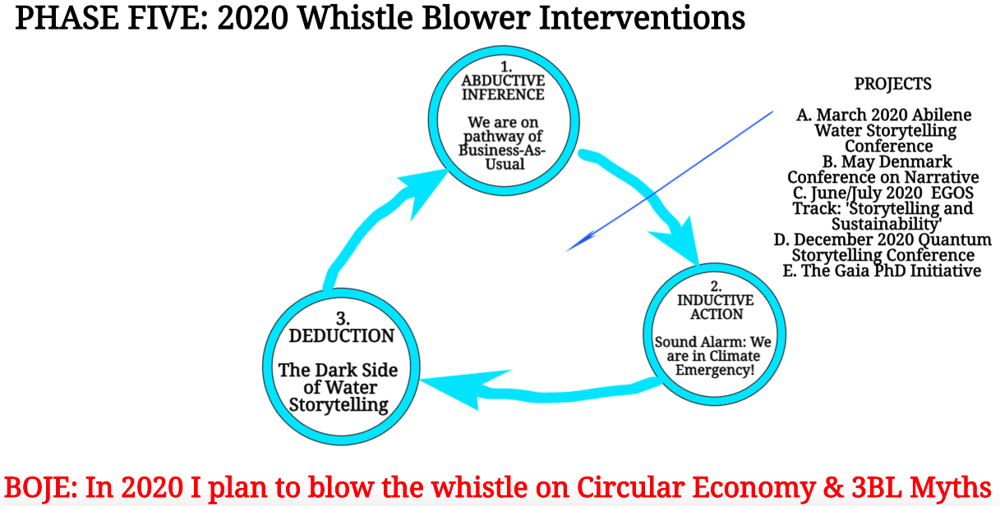 PHASE FIVE: 2020 Whistle Blower Interventions
1.
ABDUCTIVE
INFERENCE
We are on
pathway of
Business-As-
Usual
PROJECTS
A. March 2020 Abilene
Water Storytelling
Conference
B. May Denmark
Conference on Narrative
C. June/July 2020 EGOS
Track: 'Storytelling and
Sustainability'
D. December 2020 Quantum
Storytelling Conference
E. The Gaia PhD Initiative
2.
INDUCTIVE
ACTION
Sound Alarm: We
are in Climate
Emergency!
3.
DEDUCTION
The Dark Side
of Water
Storytelling
BOJE: In 2020 I plan to blow the whistle on Circular Economy & 3BL Myths